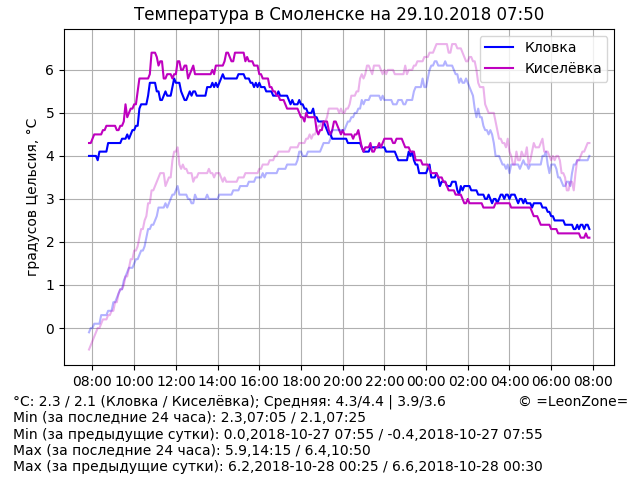 Температура в Смоленске на 29.10.2018 07:50
Кловка
Киселёвка
градусов Цельсия, °C
6
5
4
3
2
1
0
08:00 10:00 12:00 14:00 16:00 18:00 20:00 22:00 00:00 02:00 04:00 06:00 08:00
°C: 2.3 / 2.1 (Кловка / Киселёвка); Средняя: 4.3/4.4 | 3.9/3.6 © =LeonZone=
Min (за последние 24 часа): 2.3,07:05 / 2.1,07:25
Min (за предыдущие сутки): 0.0,2018-10-27 07:55 / -0.4,2018-10-27 07:55
Max (за последние 24 часа): 5.9,14:15 / 6.4,10:50
Max (за предыдущие сутки): 6.2,2018-10-28 00:25 / 6.6,2018-10-28 00:30